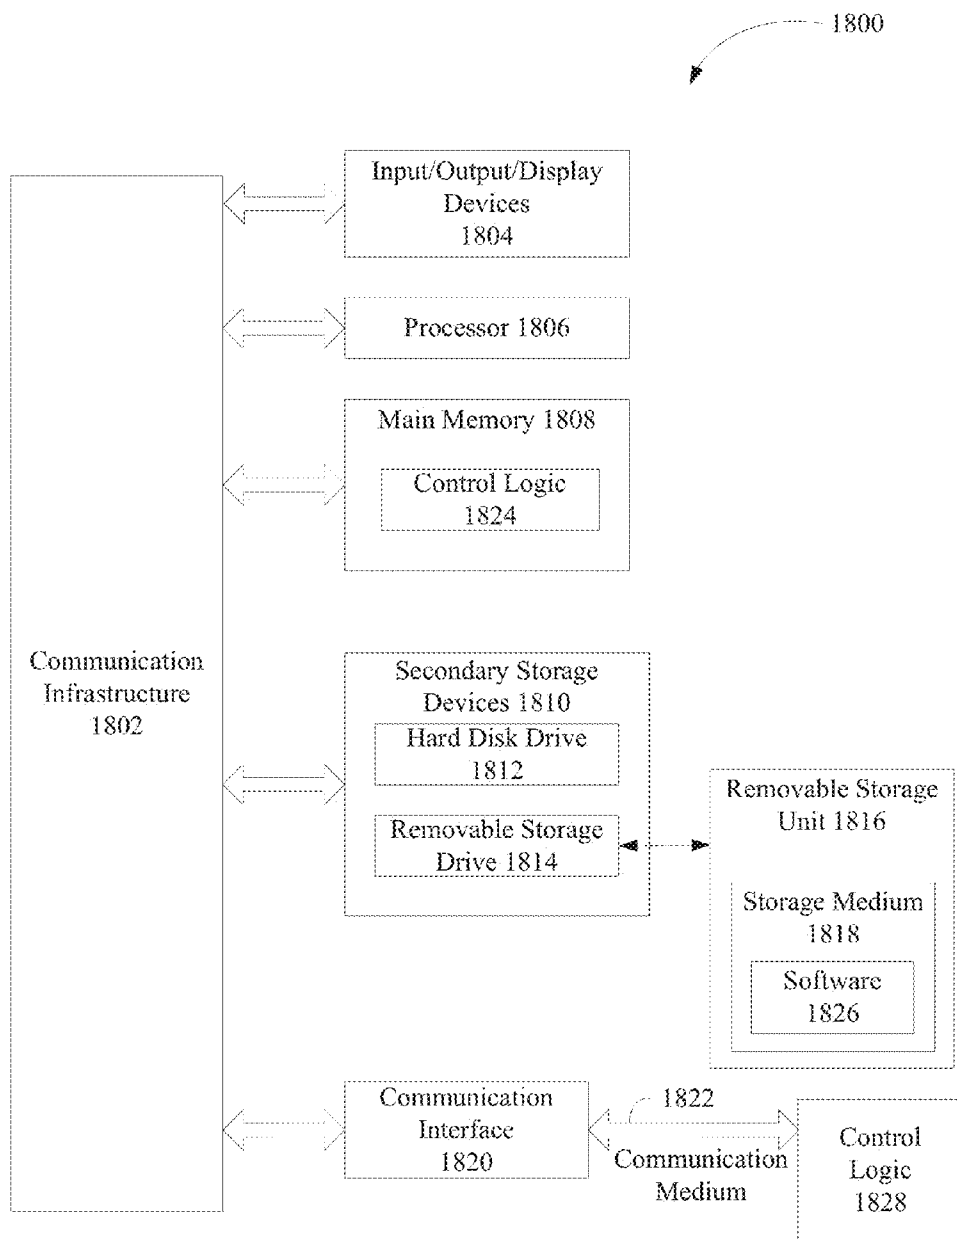 1800
Input/Output/Display
Devices
1804
Processor 1806
Main Memory 1808
Control Logic
1824
Communication
Infrastructure
1802
Secondary Storage
Devices 1810
Hard Disk Drive
1812
Removable Storage
Drive 1814
Removable Storage
Unit 1816
Storage Medium
1818
Software
1826
Communication
Interface
1820
1822
Communication
Medium
Control
Logic
1828